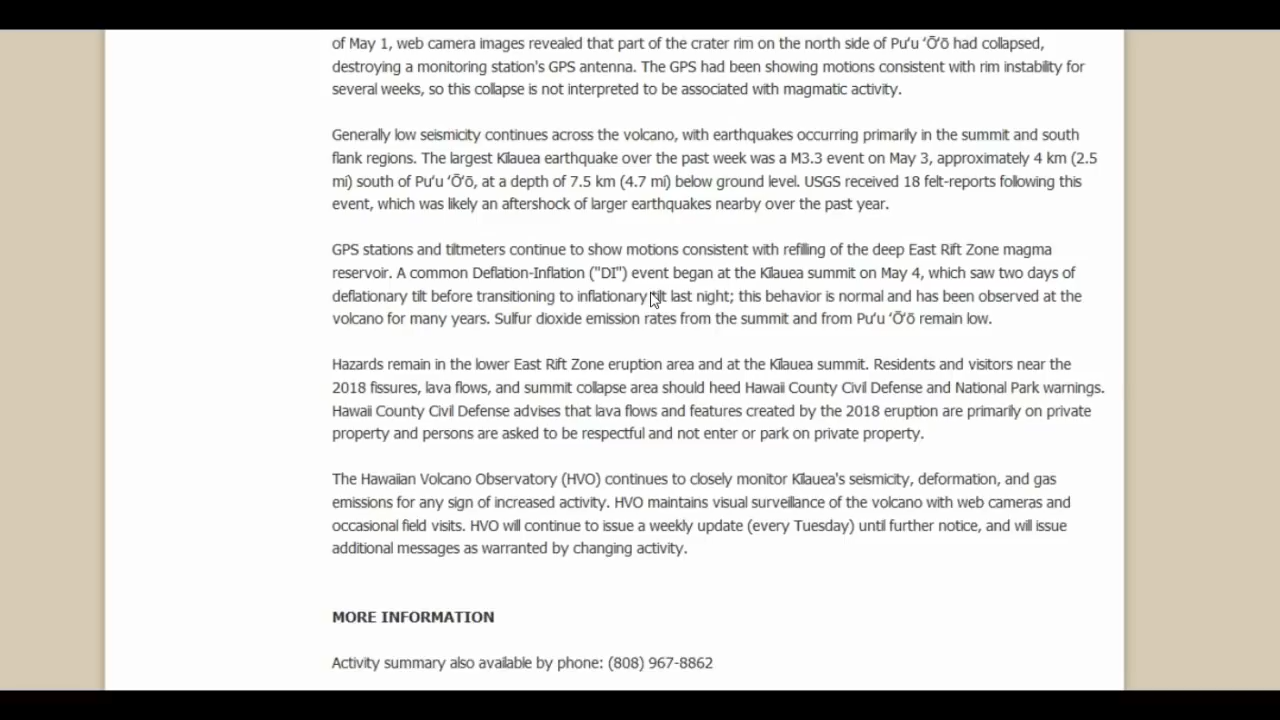 of May 1, web camera images revealed that part of the crater rim on the north side of Puʻu ʻŌʻō had collapsed,
destroying a monitoring station's GPS antenna. The GPS had been showing motions consistent with rim instability for
several weeks, so this collapse is not interpreted to be associated with magmatic activity.
Generally low seismicity continues across the volcano, with earthquakes occurring primarily in the summit and south
flank regions. The largest Kīlauea earthquake over the past week was a M3.3 event on May 3, approximately 4 km (2.5
mi) south of Puʻu ʻŌʻō, at a depth of 7.5 km (4.7 mi) below ground level. USGS received 18 felt-reports following this
event, which was likely an aftershock of larger earthquakes nearby over the past year.
GPS stations and tiltmeters continue to show motions consistent with refilling of the deep East Rift Zone magma
reservoir. A common Deflation-Inflation ("DI") event began at the Kīlauea summit on May 4, which saw two days of
deflationary tilt before transitioning to inflationary tilt last night; this behavior is normal and has been observed at the
volcano for many years. Sulfur dioxide emission rates from the summit and from Puʻu ʻŌʻō remain low.
Hazards remain in the lower East Rift Zone eruption area and at the Kīlauea summit. Residents and visitors near the
2018 fissures, lava flows, and summit collapse area should heed Hawaii County Civil Defense and National Park warnings.
Hawaii County Civil Defense advises that lava flows and features created by the 2018 eruption are primarily on private
property and persons are asked to be respectful and not enter or park on private property.
The Hawaiian Volcano Observatory (HVO) continues to closely monitor Kīlauea's seismicity, deformation, and gas
emissions for any sign of increased activity. HVO maintains visual surveillance of the volcano with web cameras and
occasional field visits. HVO will continue to issue a weekly update (every Tuesday) until further notice, and will issue
additional messages as warranted by changing activity.
MORE INFORMATION
Activity summary also available by phone: (808) 967-8862